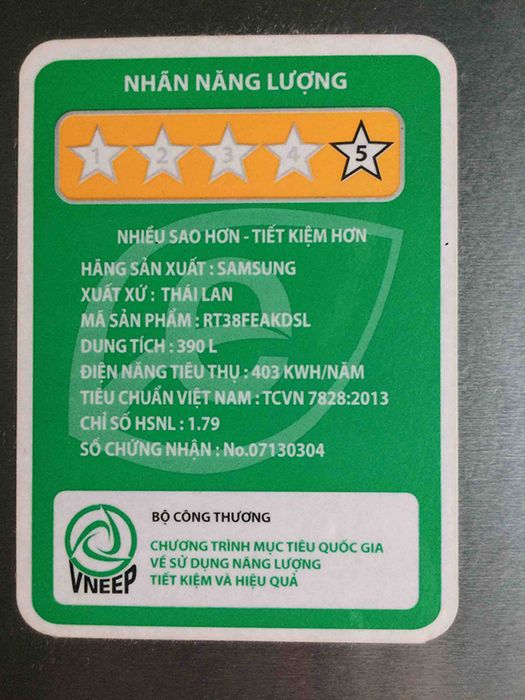 NHÃN NĂNG LƯỢNG
1 2 3 4 5
NHIỀU SAO HƠN - TIẾT KIỆM HƠN
HÃNG SẢN XUẤT : SAMSUNG
XUẤT XỨ : THÁI LAN
MÃ SẢN PHẨM : RT38FEAKDSL
DUNG TÍCH : 390 L
ĐIỆN NĂNG TIÊU THỤ : 403 KWH/NĂM
TIÊU CHUẨN VIỆT NAM : TCVN 7828:2013
CHỈ SỐ HSNL : 1.79
SỐ CHỨNG NHẬN : No.07130304
BỘ CÔNG THƯƠNG
CHƯƠNG TRÌNH MỤC TIÊU QUỐC GIA
VỀ SỬ DỤNG NĂNG LƯỢNG
TIẾT KIỆM VÀ HIỆU QUẢ
VNEEP